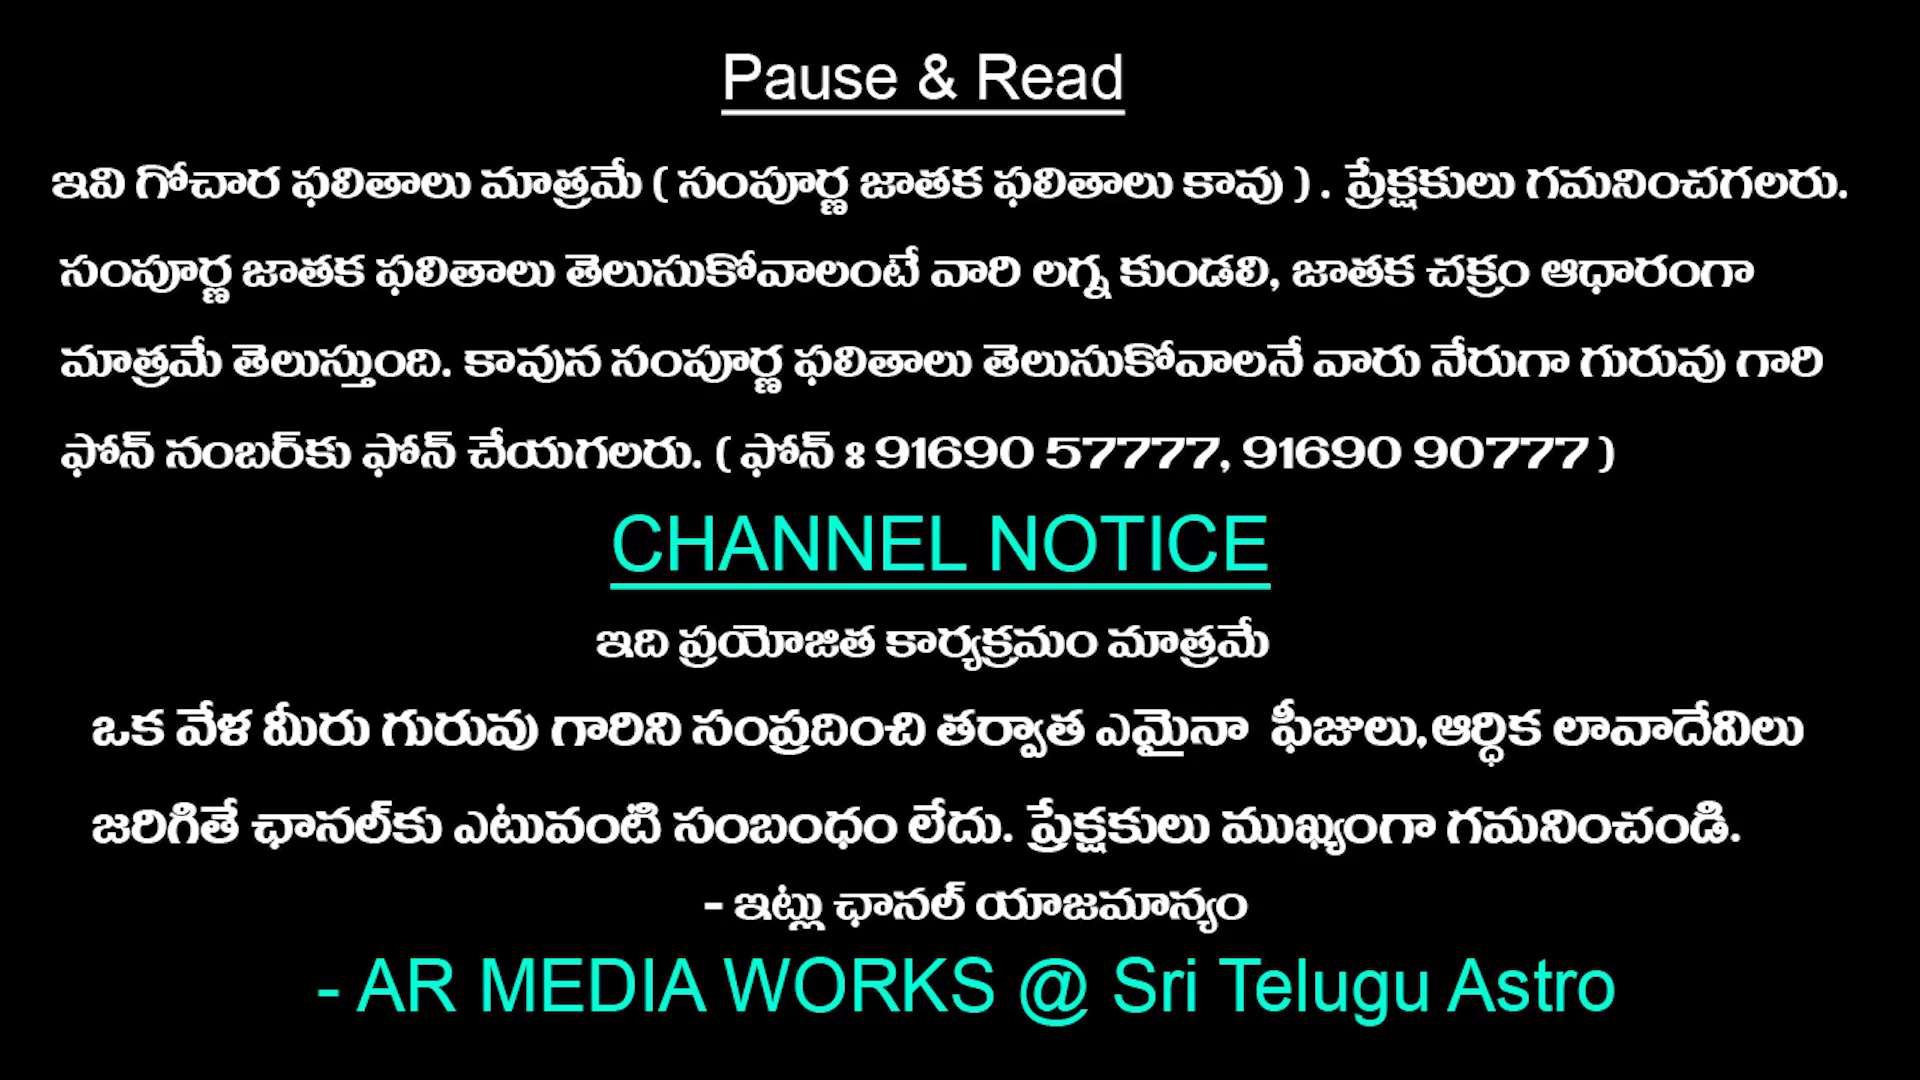 Pause & Read
ఇవి గోచార ఫలితాలు మాత్రమే ( సంపూర్ణ జాతక ఫలితాలు కావు ) . ప్రేక్షకులు గమనించగలరు.
సంపూర్ణ జాతక ఫలితాలు తెలుసుకోవాలంటే వారి లగ్న కుండలి, జాతక చక్రం ఆధారంగా
మాత్రమే తెలుస్తుంది. కావున సంపూర్ణ ఫలితాలు తెలుసుకోవాలనే వారు నేరుగా గురువు గారి
ఫోన్ నంబర్‌కు ఫోన్ చేయగలరు. ( ఫోన్ ః 91690 57777, 91690 90777 )
CHANNEL NOTICE
ఇది ప్రయోజిత కార్యక్రమం మాత్రమే
ఒక వేళ మీరు గురువు గారిని సంప్రదించి తర్వాత ఎమైనా ఫీజులు,ఆర్ధిక లావాదేవిలు
జరిగితే ఛానల్‌కు ఎటువంటి సంబంధం లేదు. ప్రేక్షకులు ముఖ్యంగా గమనించండి.
- ఇట్లు ఛానల్ యాజమాన్యం
- AR MEDIA WORKS @ Sri Telugu Astro